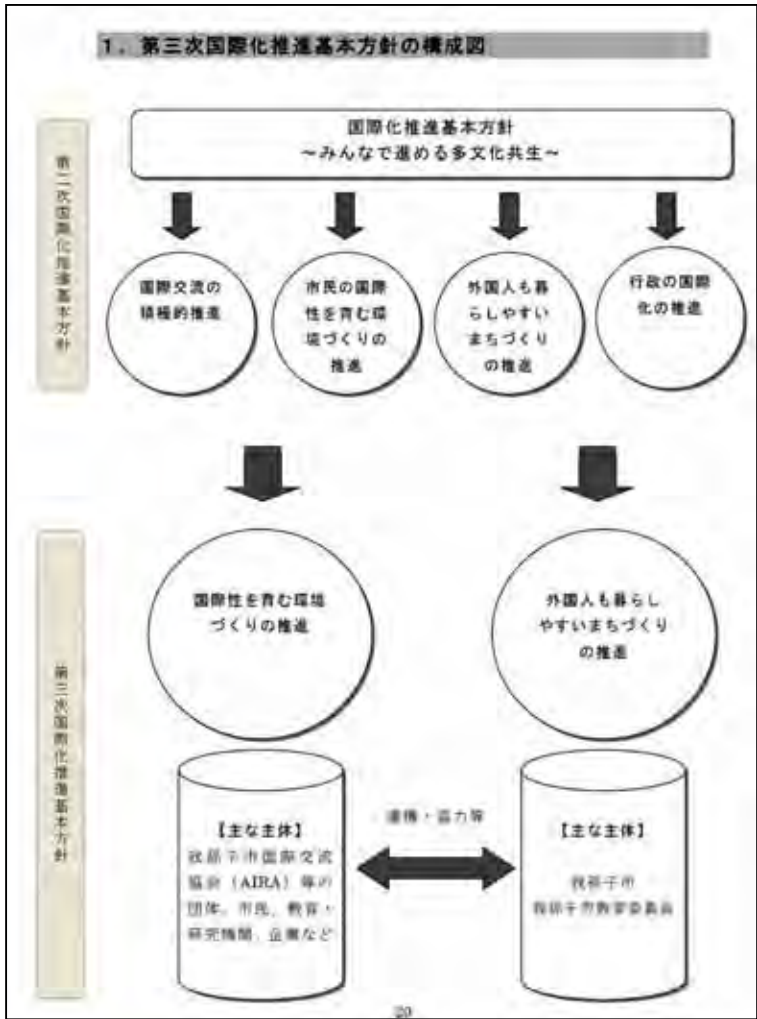 1．第三次国際化推進基本方針の構成図
国際化推進基本方針
～みんなで進める多文化共生～
第二次国際化推進基本方針
国際交流の
積極的推進
市民の国際
性を育む環
境づくりの
推進
外国人も暮
らしやすい
まちづくり
の推進
行政の国際
化の推進
第三次国際化推進基本方針
国際性を育む環境
づくりの推進
外国人も暮らし
やすいまちづくり
の推進
【主な主体】
我孫子市国際交流
協会（AIRA）等の
団体、市民、教育・
研究機関、企業など
連携・協力等
【主な主体】
我孫子市
我孫子市教育委員会
20